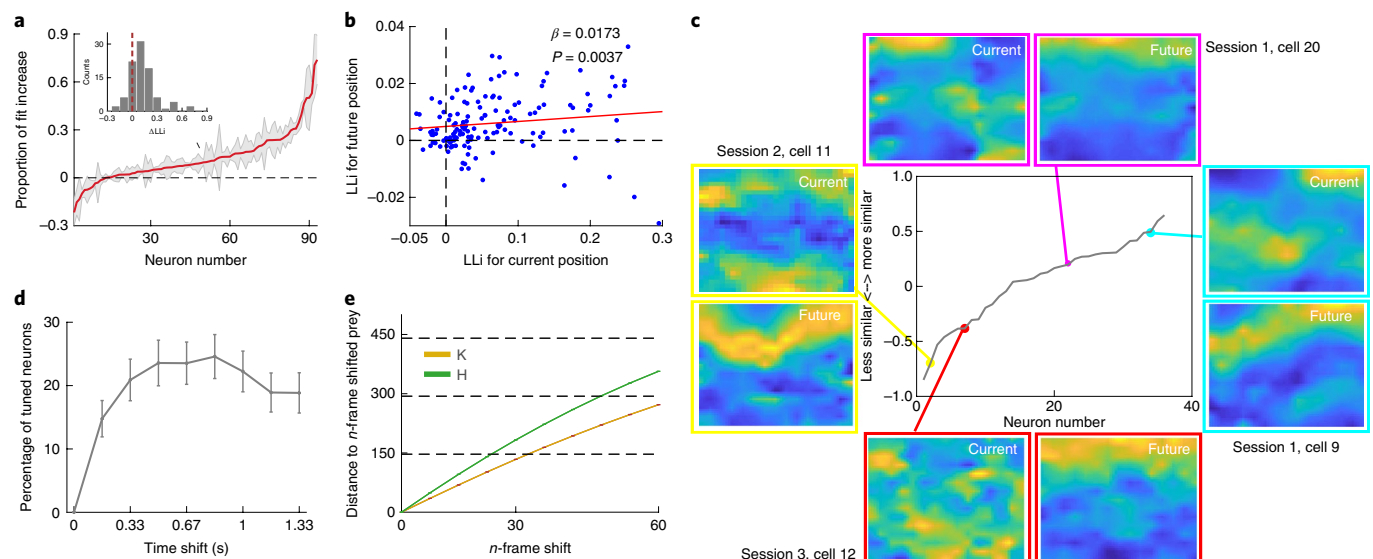 a
Proportion of fit increase
0.9
0.6
0.3
0
−0.3
30
60
90
Neuron number
Counts
30
15
0
−0.3
0
0.3
0.6
0.9
ΔLLi
b
LLi for future position
0.04
0.02
0
−0.02
β = 0.0173
P = 0.0037
−0.05
0
0.1
0.2
0.3
LLi for current position
c
Current
Future
Session 1, cell 20
Session 2, cell 11
Current
Future
Current
Future
Session 1, cell 9
Less similar <--> more similar
1.0
0.5
0
−0.5
−1.0
0
20
40
Neuron number
Current
Future
Session 3, cell 12
d
Percentage of tuned neurons
30
20
10
0
0
0.33
0.67
1
1.33
Time shift (s)
e
Distance to n-frame shifted prey
450
300
150
0
K
H
0
30
60
n-frame shift